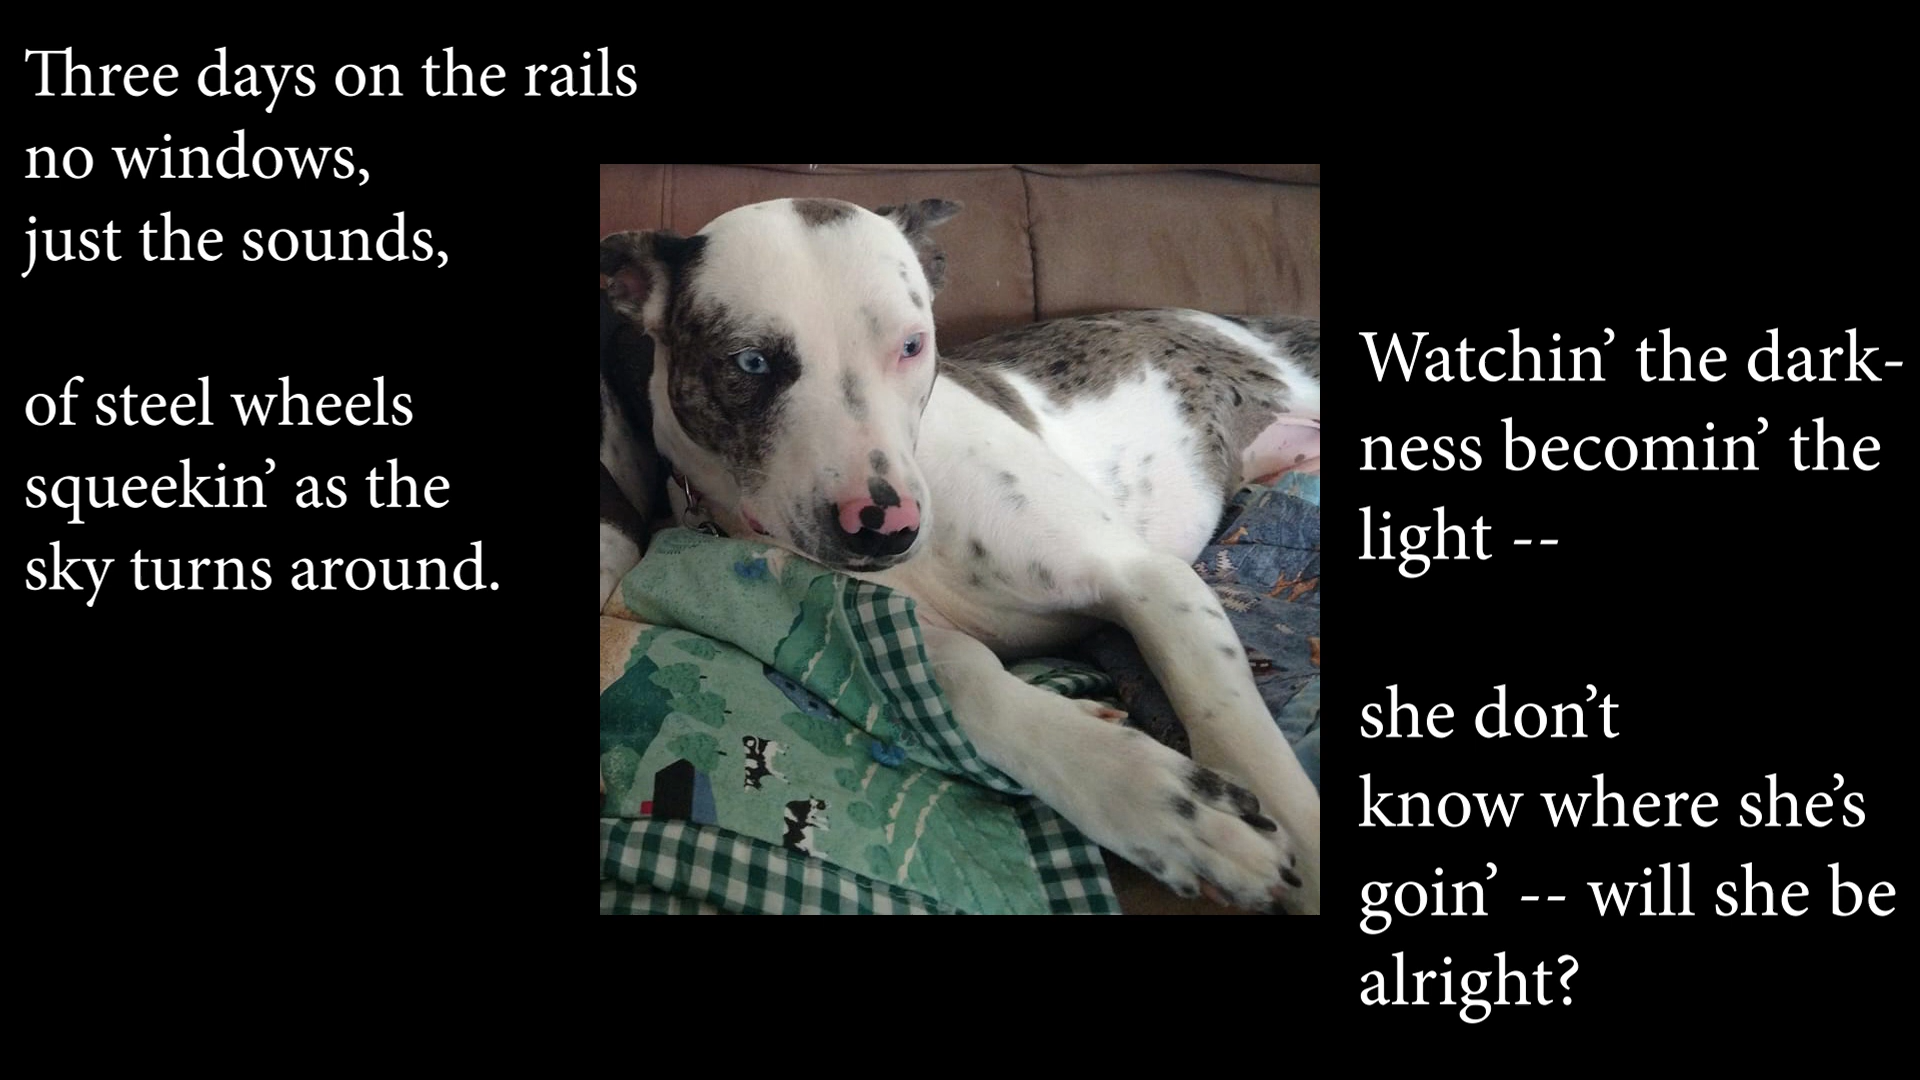 Three days on the rails
no windows,
just the sounds,
of steel wheels
squeekin’ as the
sky turns around.
Watchin’ the dark-
ness becomin’ the
light --
she don’t
know where she’s
goin’ -- will she be
alright?